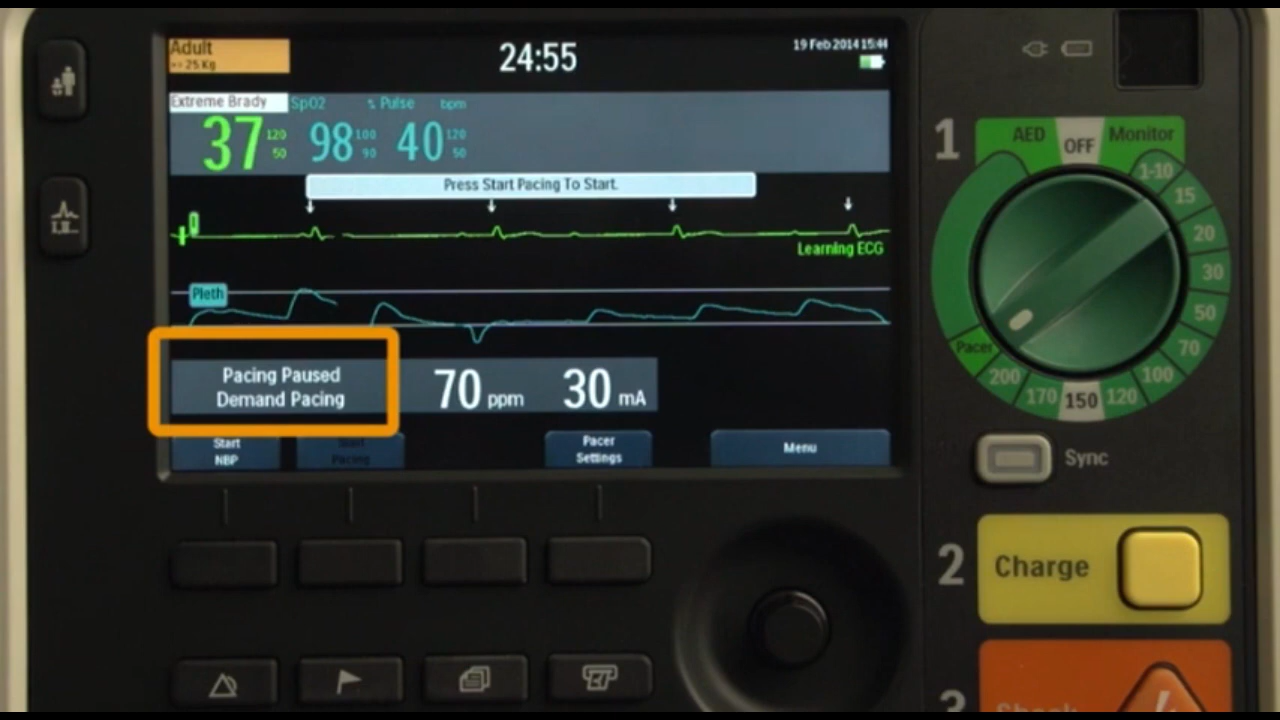 Adult
>= 25 Kg
24:55
19 Feb 2014 15:44
Extreme Brady
SpO2
%
Pulse
bpm
37
120
50
98
100
90
40
120
50
Press Start Pacing To Start.
Learning ECG
Pleth
Pacing Paused
Demand Pacing
70 ppm
30 mA
Start
NBP
Start
Pacing
Pacer
Settings
Menu
1
AED
OFF
Monitor
1-10
15
20
30
50
70
100
120
150
170
200
Pacer
Sync
2
Charge
3
Shock